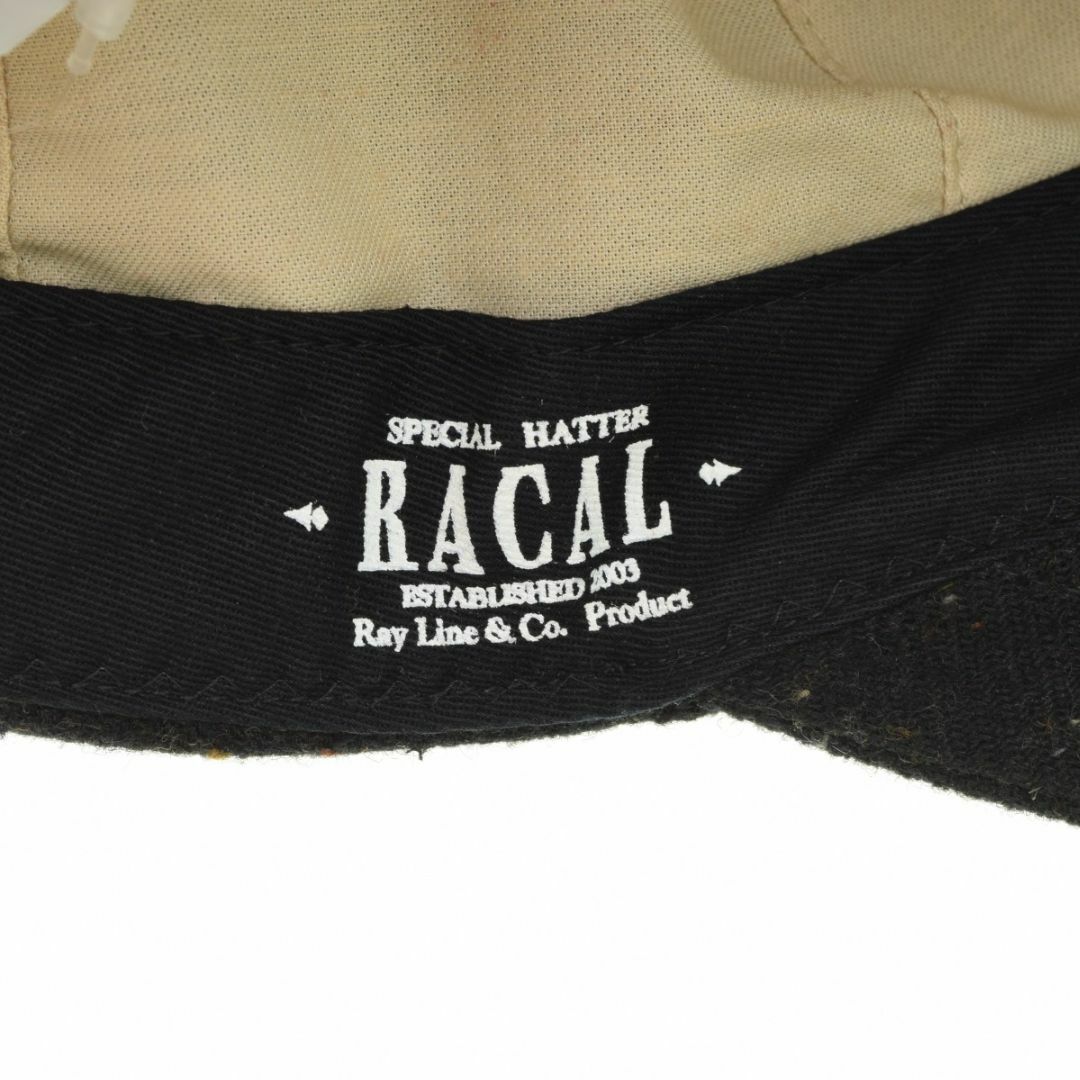 SPECIAL HATTER
RACAL
ESTABLISHED 2003
Ray Line & Co. Product